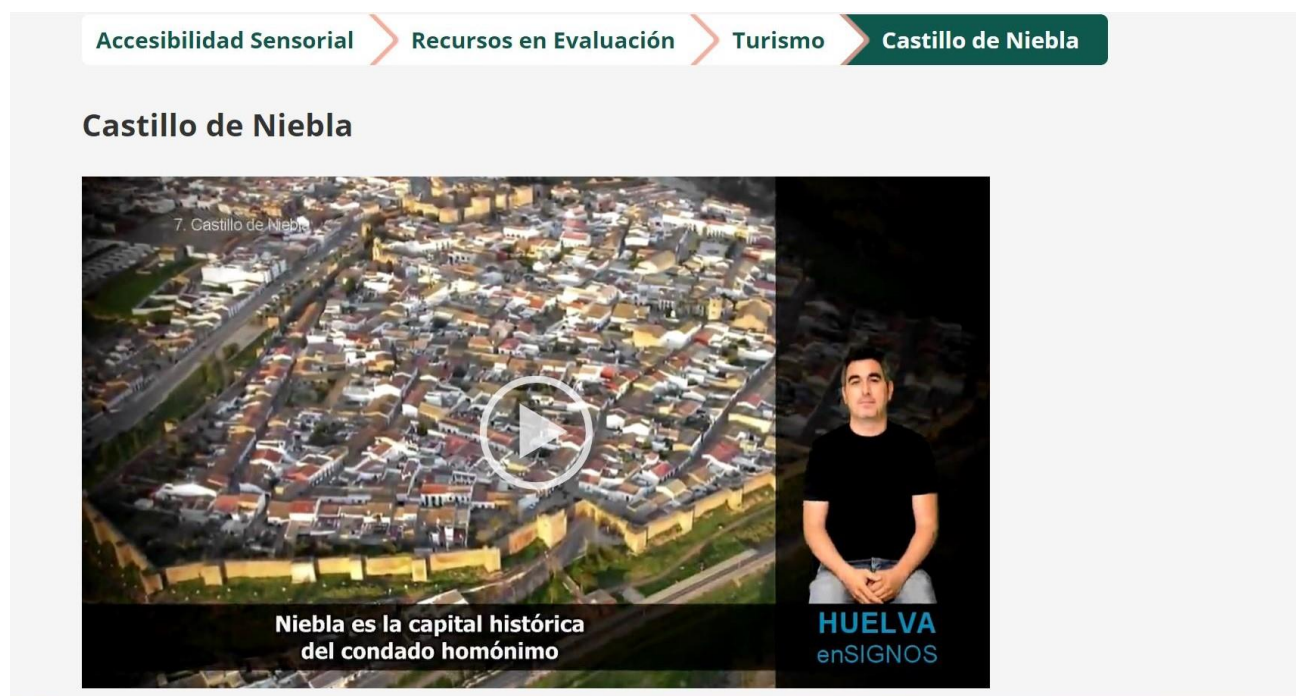 Accesibilidad Sensorial Recursos en Evaluación Turismo Castillo de Niebla
Castillo de Niebla
7. Castillo de Niebla
Niebla es la capital histórica
del condado homónimo
HUELVA
enSIGNOS